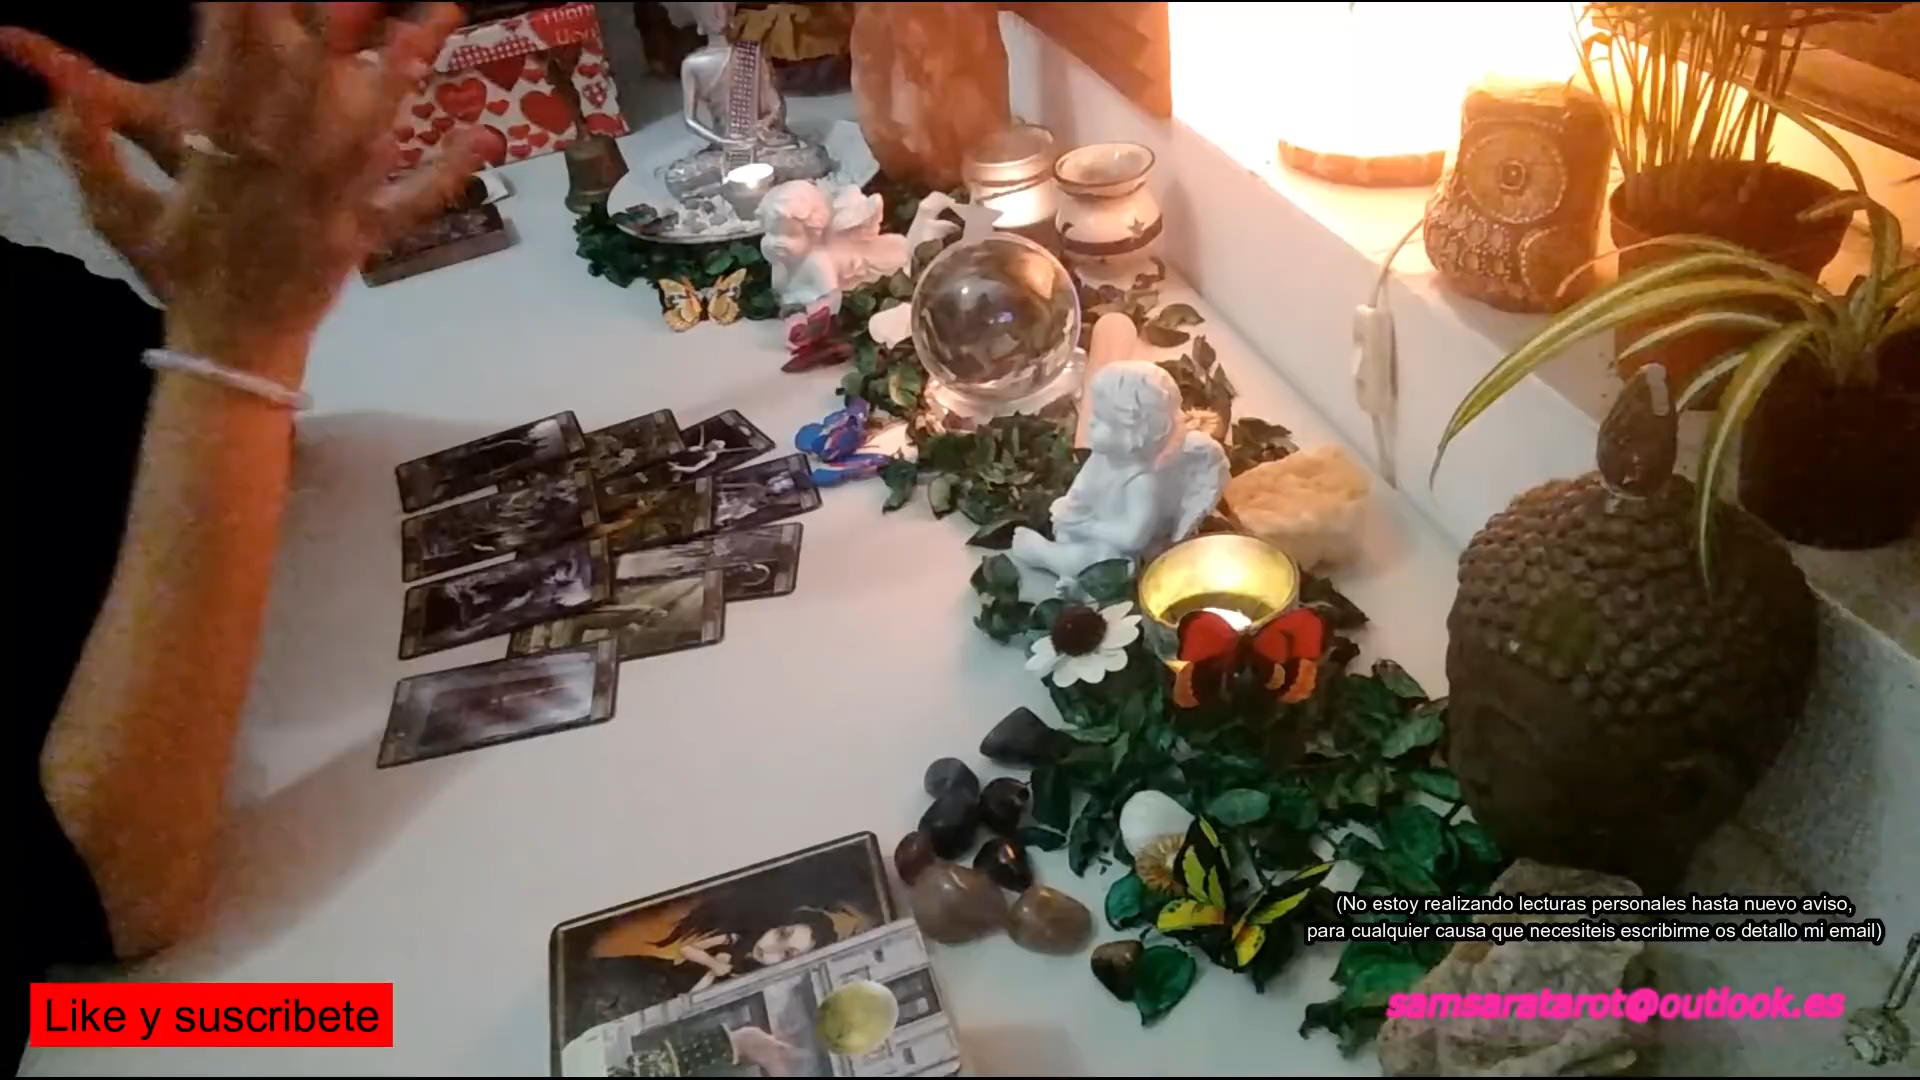 (No estoy realizando lecturas personales hasta nuevo aviso,
para cualquier causa que necesiteis escribirme os detallo mi email)
samsaratarot@outlook.es
Like y suscribete